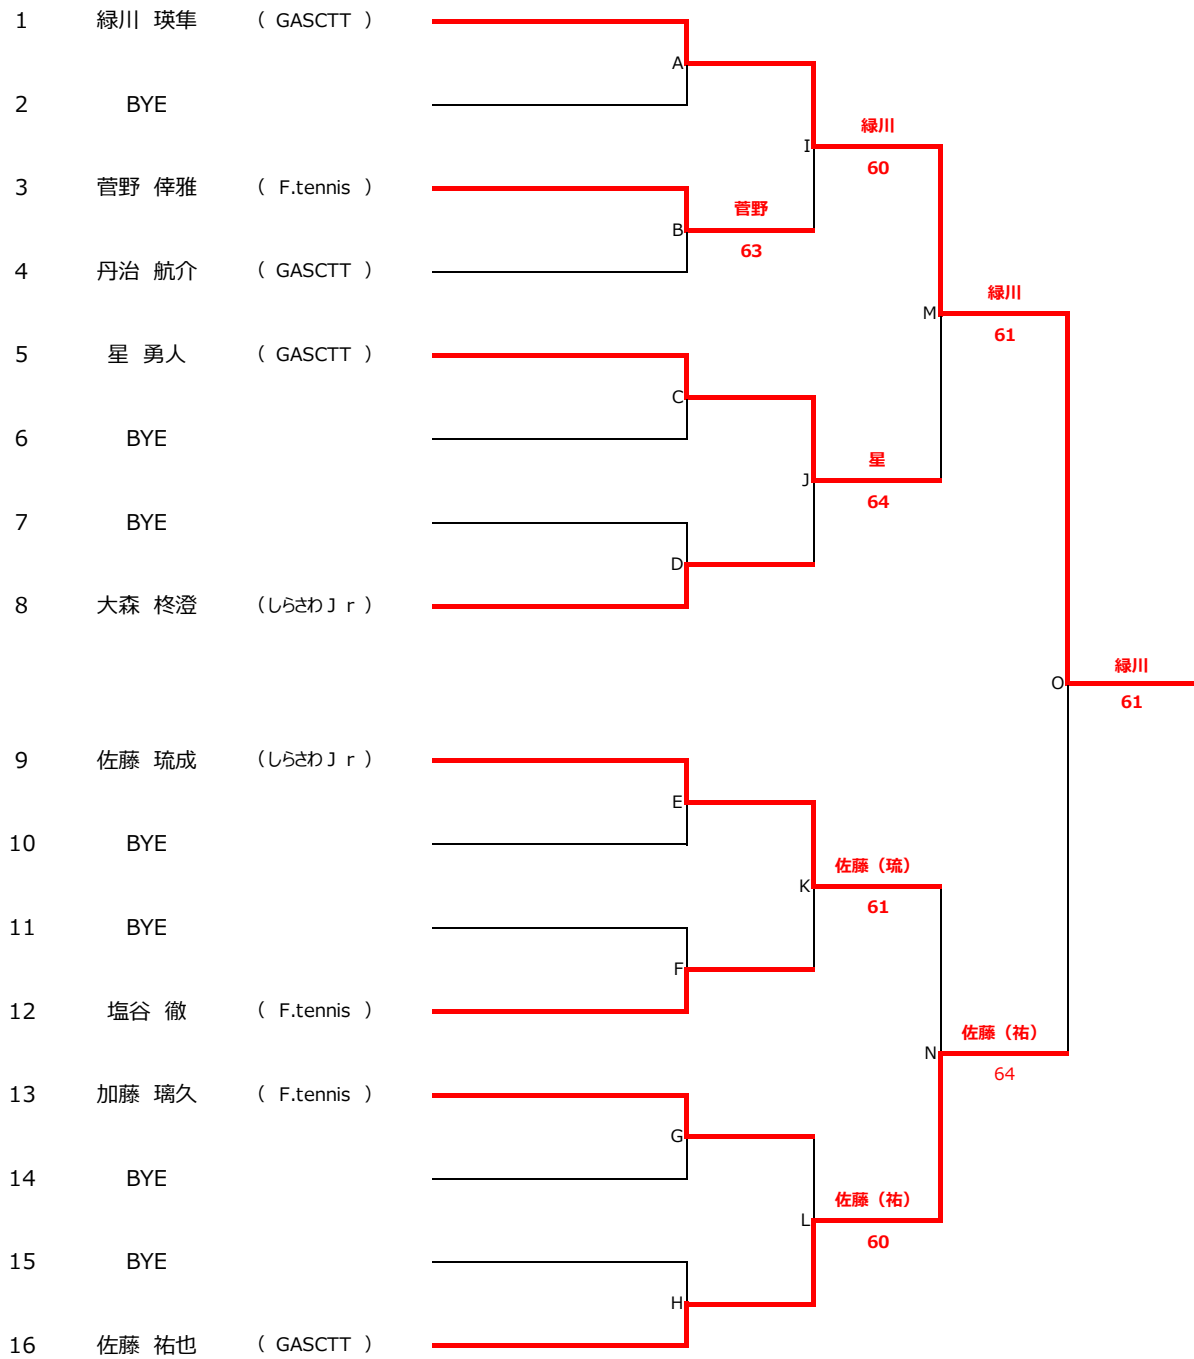 1 緑川 瑛隼 ( GASCTT )
A
2 BYE
緑川
I
60
3 菅野 倖雅 ( F.tennis )
菅野
B
63
4 丹治 航介 ( GASCTT )
緑川
M
61
5 星 勇人 ( GASCTT )
C
6 BYE
星
J
64
7 BYE
D
8 大森 柊澄 (しらさわJr)
緑川
O
61
9 佐藤 琉成 (しらさわJr)
E
10 BYE
佐藤（琉）
K
61
11 BYE
F
12 塩谷 徹 ( F.tennis )
佐藤（祐）
N
64
13 加藤 璃久 ( F.tennis )
G
14 BYE
佐藤（祐）
L
60
15 BYE
H
16 佐藤 祐也 ( GASCTT )